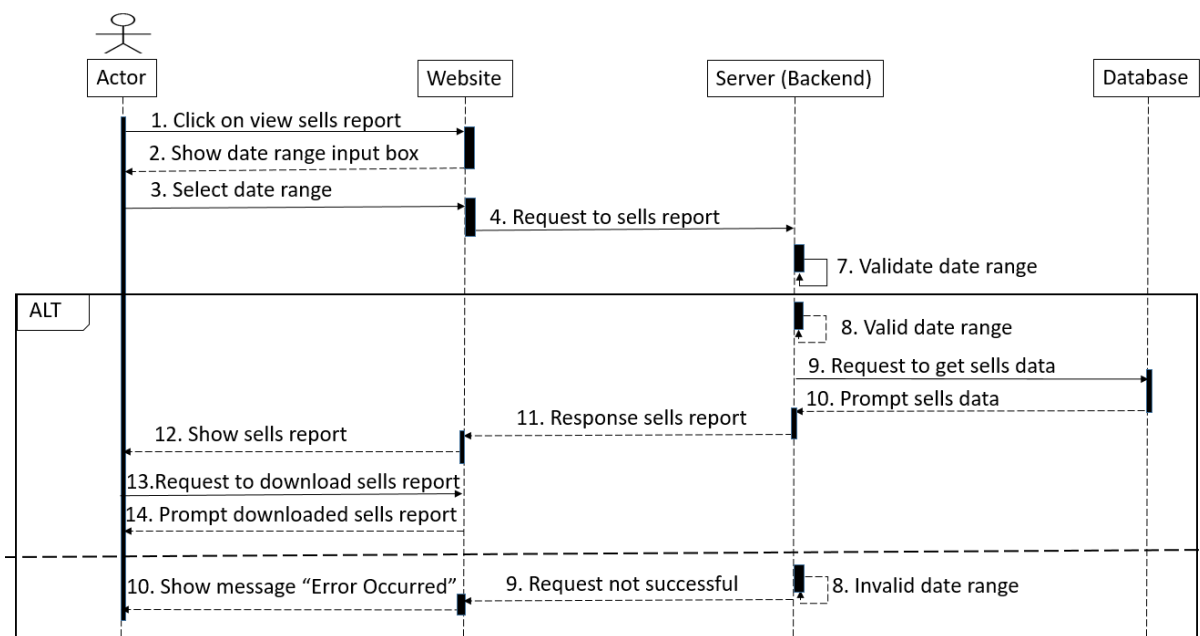 Actor
Website
Server (Backend)
Database
1. Click on view sells report
2. Show date range input box
3. Select date range
4. Request to sells report
7. Validate date range
ALT
8. Valid date range
9. Request to get sells data
10. Prompt sells data
11. Response sells report
12. Show sells report
13.Request to download sells report
14. Prompt downloaded sells report
10. Show message “Error Occurred”
9. Request not successful
8. Invalid date range